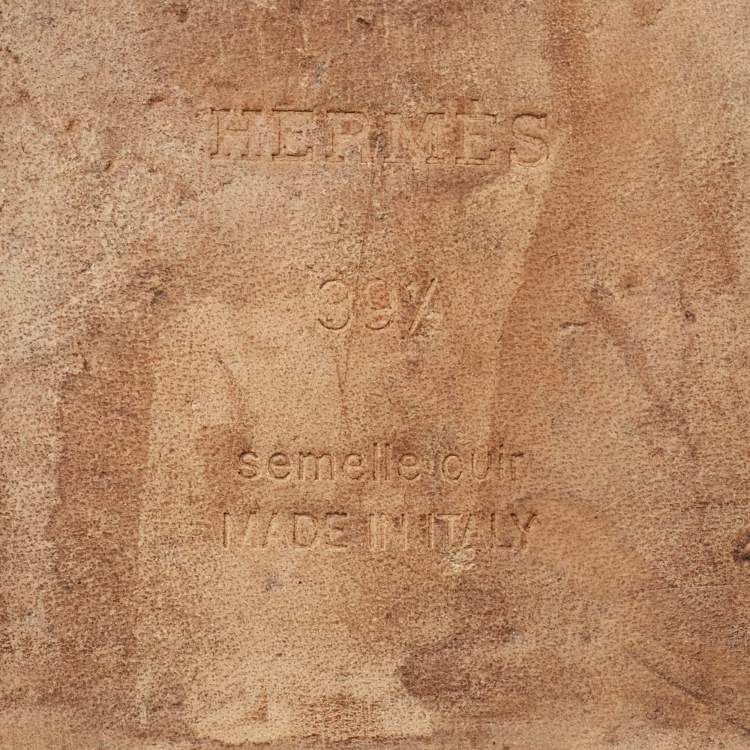 HERMÈS
39½
semelle cuir
MADE IN ITALY